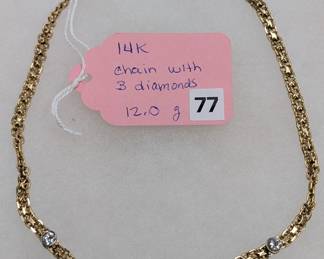 14K
chain with
3 diamonds
12.0 g 77